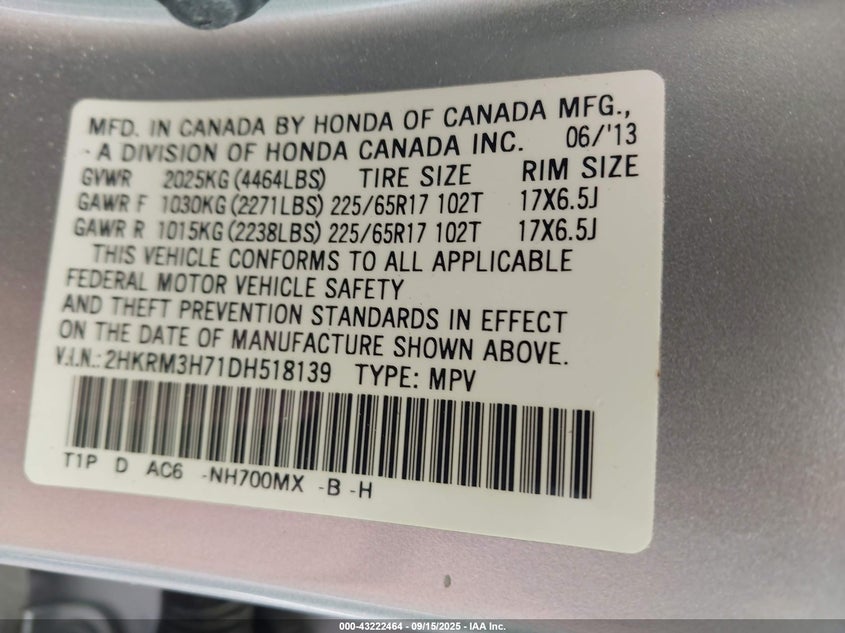 MFD. IN CANADA BY HONDA OF CANADA MFG.,
- A DIVISION OF HONDA CANADA INC. 06/'13
GVWR 2025KG (4464LBS) TIRE SIZE RIM SIZE
GAWR F 1030KG (2271LBS) 225/65R17 102T 17X6.5J
GAWR R 1015KG (2238LBS) 225/65R17 102T 17X6.5J
THIS VEHICLE CONFORMS TO ALL APPLICABLE
FEDERAL MOTOR VEHICLE SAFETY
AND THEFT PREVENTION STANDARDS IN EFFECT
ON THE DATE OF MANUFACTURE SHOWN ABOVE.
V.I.N.: 2HKRM3H71DH518139 TYPE: MPV
T1P D AC6 -NH700MX -B -H
000-43222464 - 09/15/2025 - IAA Inc.